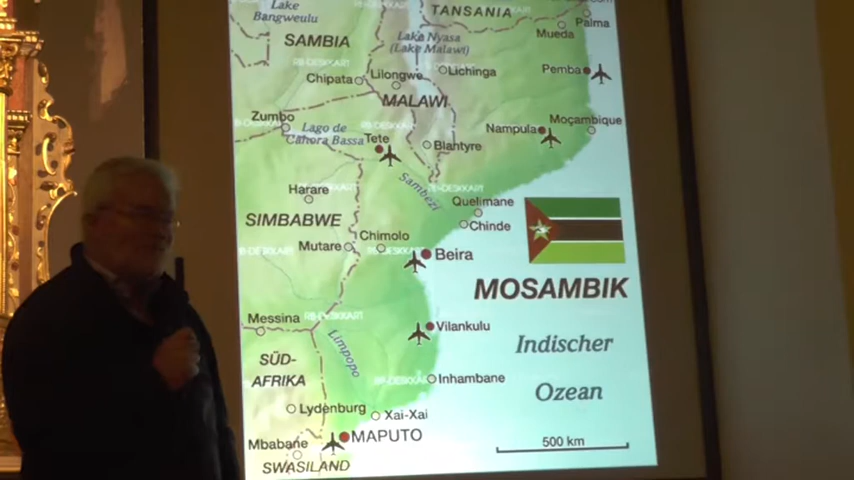 Lake
Bangweulu
TANSANIA
Palma
Mueda
SAMBIA
Lake Nyasa
(Lake Malawi)
Chipata
Lilongwe
Lichinga
Pemba
MALAWI
Zumbo
Lago de
Cahora Bassa
Tete
Blantyre
Nampula
Moçambique
Sambezi
Harare
Quelimane
SIMBABWE
Chinde
Mutare
Chimolo
Beira
MOSAMBIK
Messina
Vilankulu
Limpopo
Indischer
Ozean
SÜD-
AFRIKA
Inhambane
Lydenburg
Xai-Xai
Mbabane
MAPUTO
500 km
SWASILAND